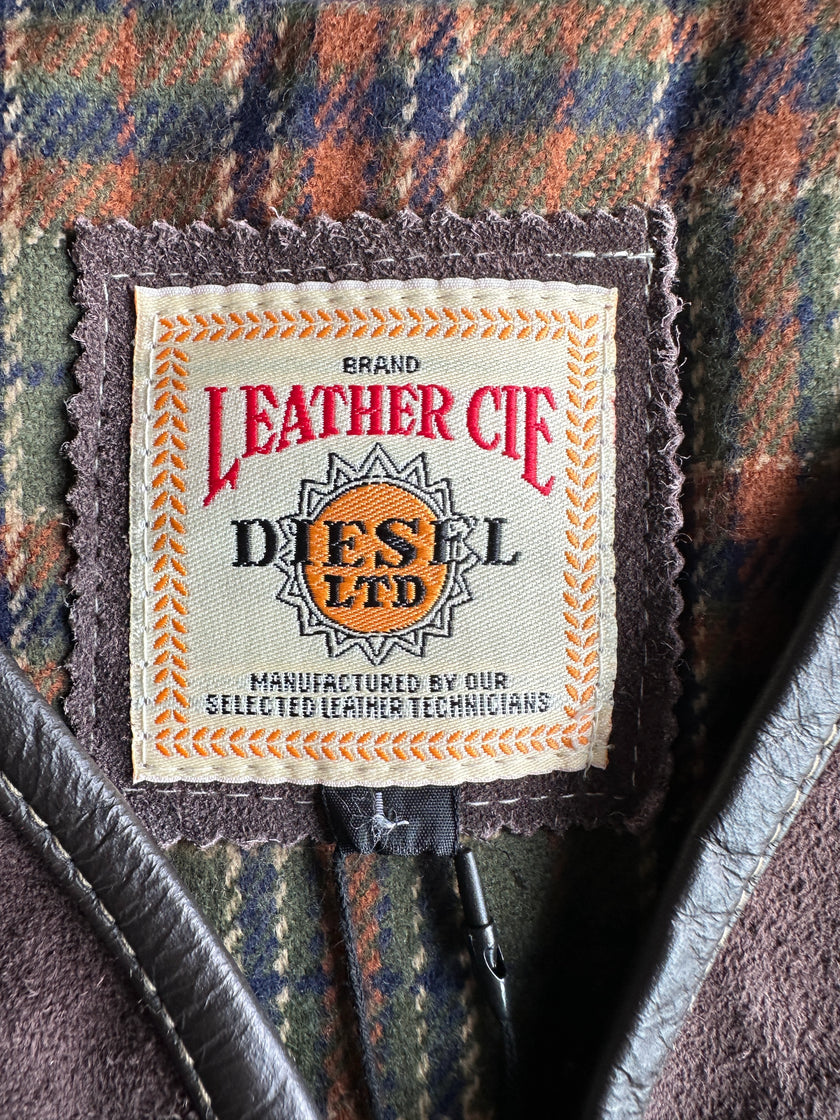 BRAND
LEATHER CIE
DIESEL
LTD
MANUFACTURED BY OUR
SELECTED LEATHER TECHNICIANS